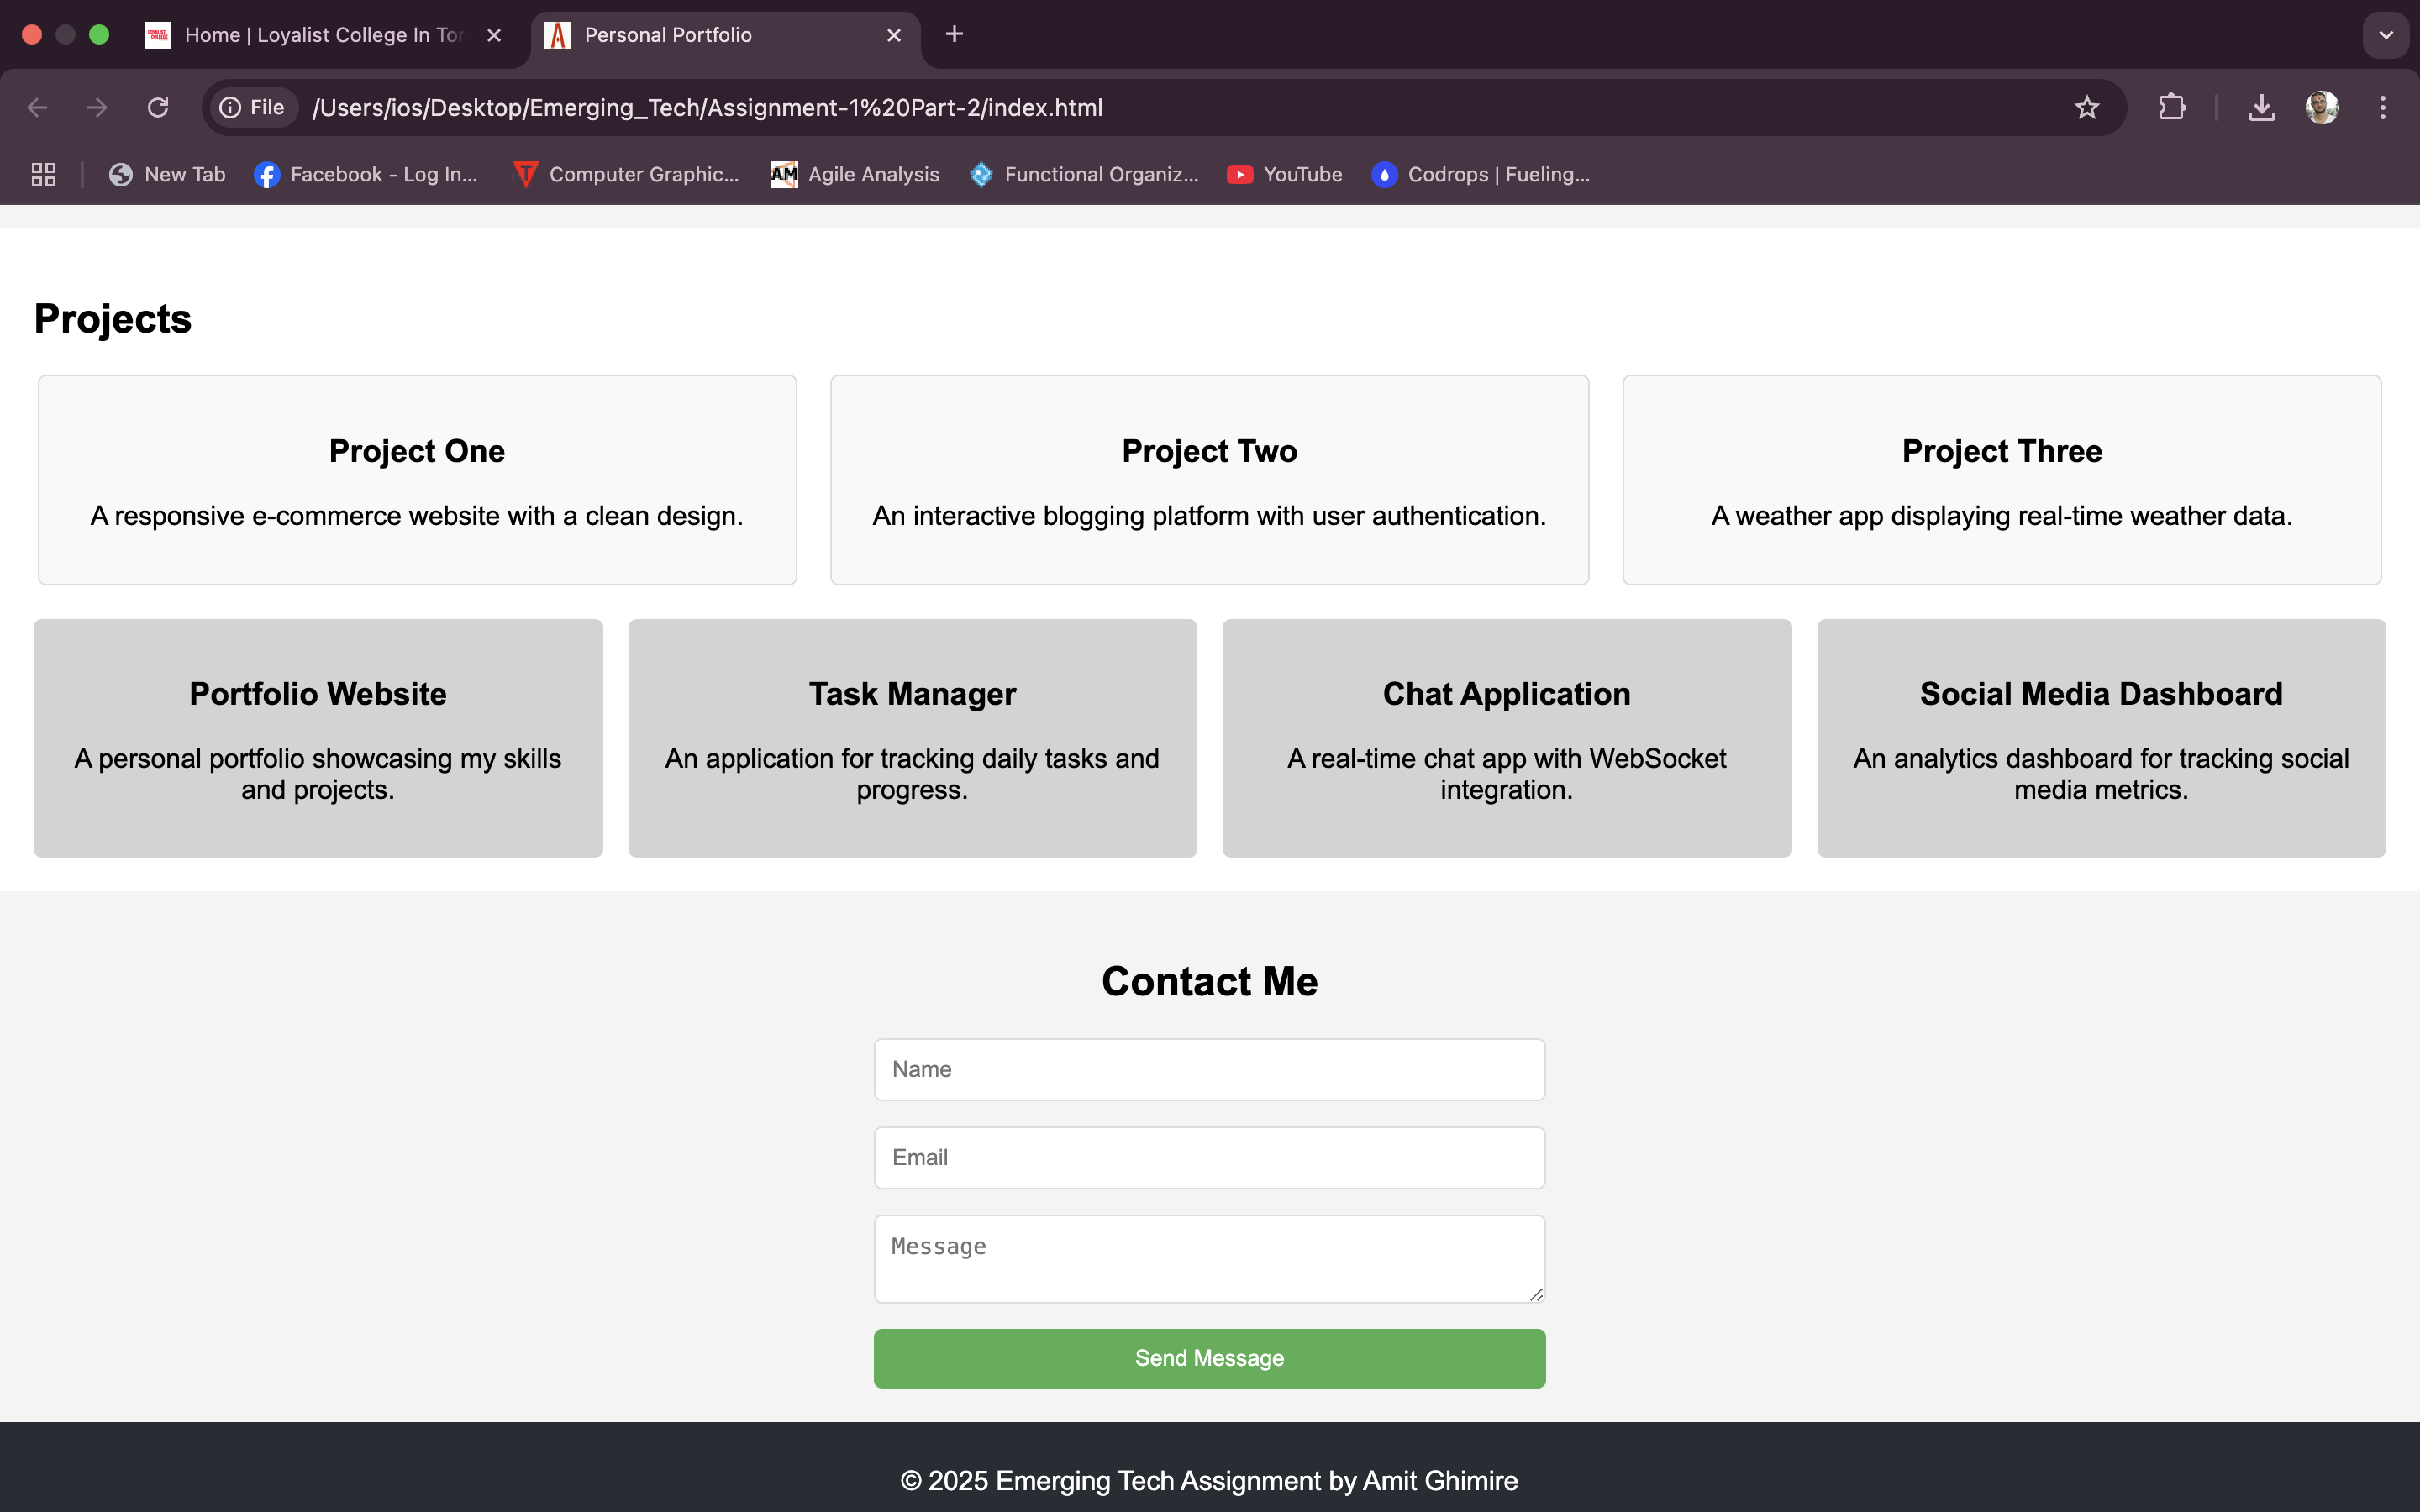 Home | Loyalist College In Tor
Personal Portfolio
File
/Users/ios/Desktop/Emerging_Tech/Assignment-1%20Part-2/index.html
New Tab
Facebook - Log In...
Computer Graphic...
AM
Agile Analysis
Functional Organiz...
YouTube
Codrops | Fueling...
Projects
Project One
A responsive e-commerce website with a clean design.
Project Two
An interactive blogging platform with user authentication.
Project Three
A weather app displaying real-time weather data.
Portfolio Website
A personal portfolio showcasing my skills
and projects.
Task Manager
An application for tracking daily tasks and
progress.
Chat Application
A real-time chat app with WebSocket
integration.
Social Media Dashboard
An analytics dashboard for tracking social
media metrics.
Contact Me
Name
Email
Message
Send Message
© 2025 Emerging Tech Assignment by Amit Ghimire